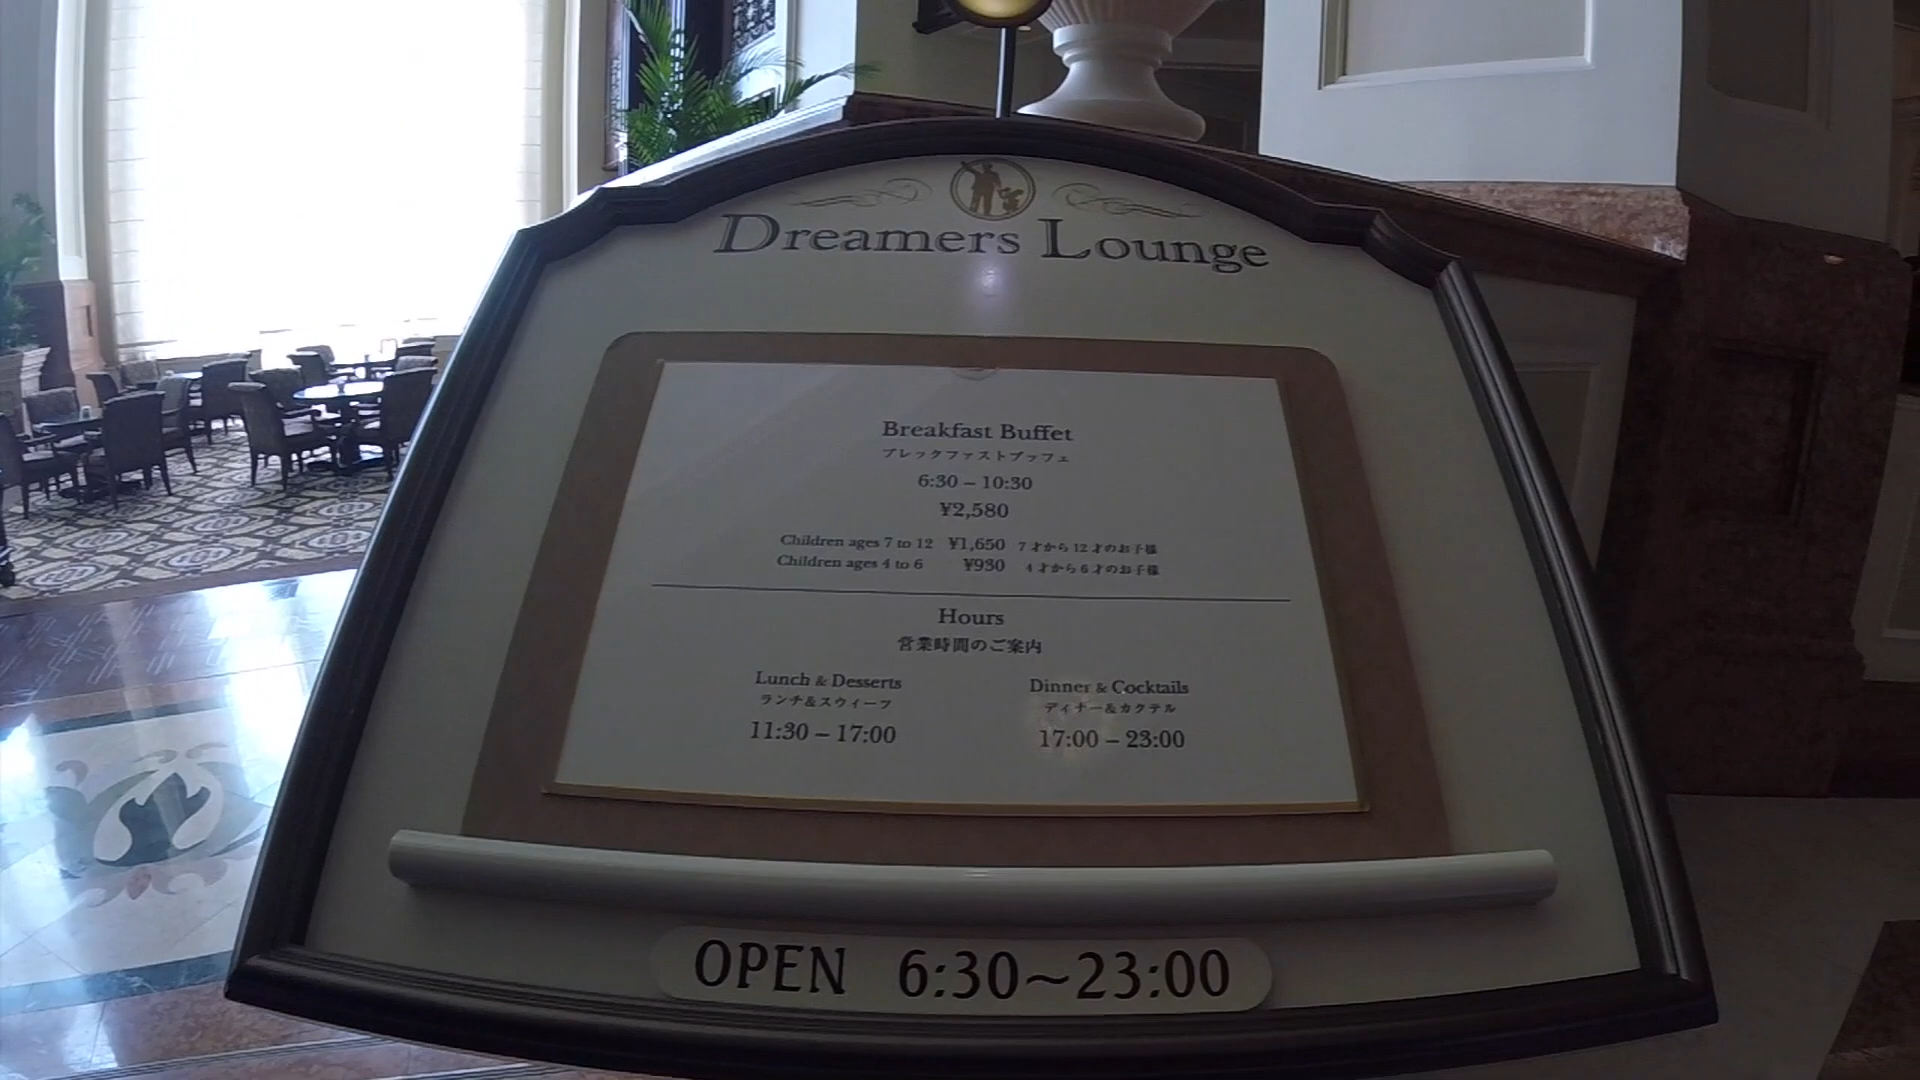 Dreamers Lounge
Breakfast Buffet
ブレックファストブッフェ
6:30 – 10:30
¥2,580
Children ages 7 to 12 ¥1,650 7才から12才のお子様
Children ages 4 to 6 ¥930 4才から6才のお子様
Hours
営業時間のご案内
Lunch & Desserts
ランチ&スウィーツ
11:30 – 17:00
Dinner & Cocktails
ディナー&カクテル
17:00 – 23:00
OPEN 6:30~23:00